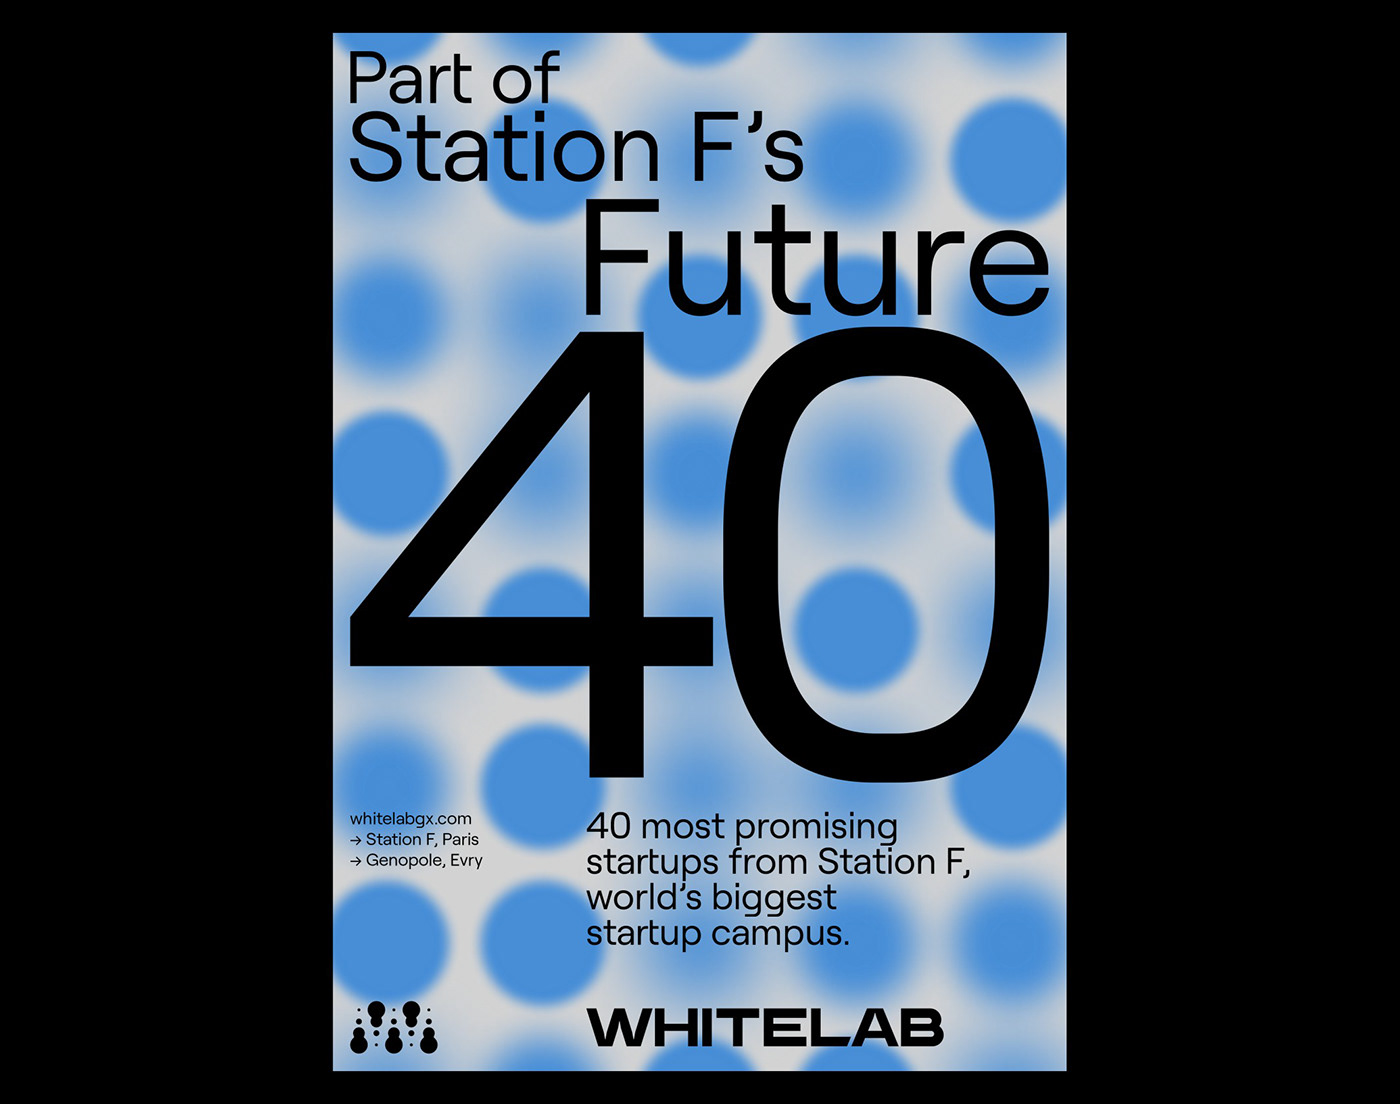 Part of
Station F’s
Future
40
whitelabgx.com
→ Station F, Paris
→ Genopole, Evry
40 most promising
startups from Station F,
world’s biggest
startup campus.
WHITELAB